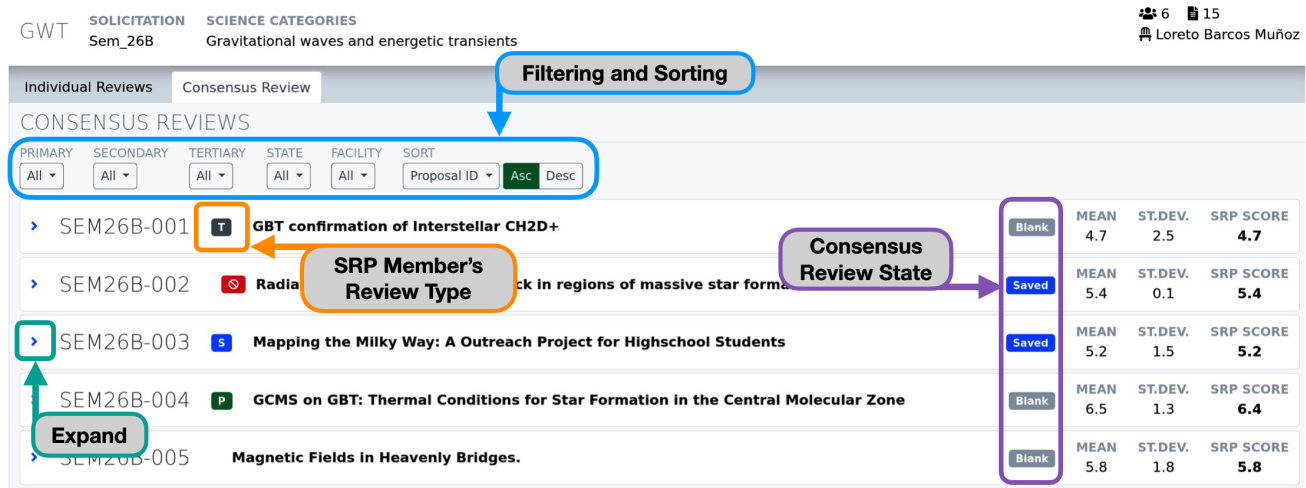 GWT SOLICITATION SCIENCE CATEGORIES 6 15
Sem_26B Gravitational waves and energetic transients Loreto Barcos Muñoz
Individual Reviews Consensus Review Filtering and Sorting
CONSENSUS REVIEWS
PRIMARY SECONDARY TERTIARY STATE FACILITY SORT
All All All All All Proposal ID Asc Desc
SEM26B-001 T GBT confirmation of Interstellar CH2D+ Blank MEAN ST.DEV. SRP SCORE
4.7 2.5 4.7
SRP Member's
Review Type
Consensus
Review State
SEM26B-002 Radia ck in regions of massive star forma Saved MEAN ST.DEV. SRP SCORE
5.4 0.1 5.4
SEM26B-003 S Mapping the Milky Way: A Outreach Project for Highschool Students Saved MEAN ST.DEV. SRP SCORE
5.2 1.5 5.2
SEM26B-004 P GCMS on GBT: Thermal Conditions for Star Formation in the Central Molecular Zone Blank MEAN ST.DEV. SRP SCORE
6.5 1.3 6.4
Expand
SEM26B-005 Magnetic Fields in Heavenly Bridges. Blank MEAN ST.DEV. SRP SCORE
5.8 1.8 5.8